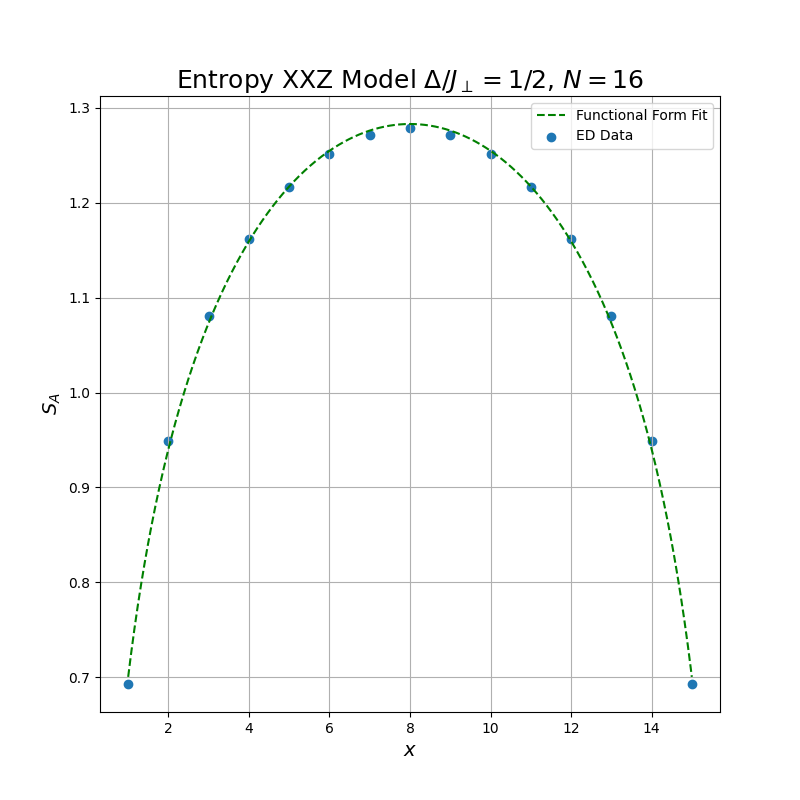 Entropy XXZ Model Δ/J⊥ = 1/2, N = 16
1.3
1.2
1.1
1.0
0.9
0.8
0.7
S_A
Functional Form Fit
ED Data
2 4 6 8 10 12 14
x